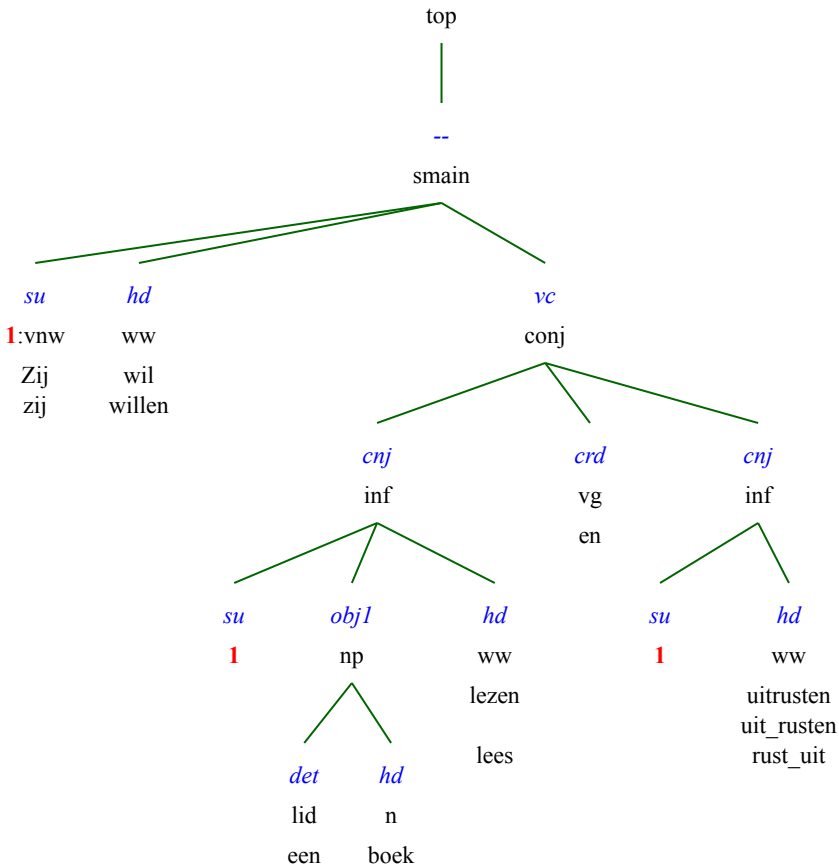 top
--
smain
su hd vc
1:vnw ww conj
Zij wil
zij willen
cnj crd cnj
inf vg inf
en
su obj1 hd su hd
1 np ww 1 ww
lezen uitrusten
uit_rusten
lees rust_uit
det hd
lid n
een boek